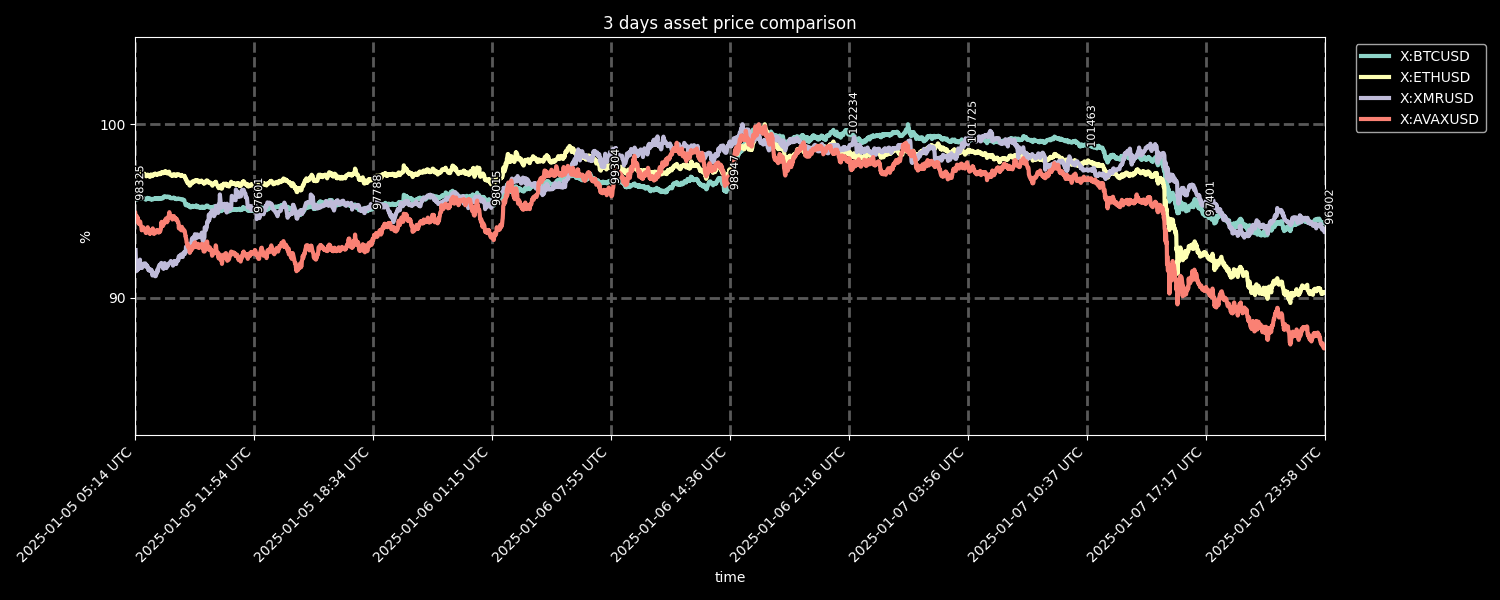 3 days asset price comparison
X:BTCUSD
X:ETHUSD
X:XMRUSD
X:AVAXUSD
%
100
90
98325
97601
97788
98015
99304
98947
102234
101725
101463
97401
96902
2025-01-05 05:14 UTC
2025-01-05 11:54 UTC
2025-01-05 18:34 UTC
2025-01-06 01:15 UTC
2025-01-06 07:55 UTC
2025-01-06 14:36 UTC
2025-01-06 21:16 UTC
2025-01-07 03:56 UTC
2025-01-07 10:37 UTC
2025-01-07 17:17 UTC
2025-01-07 23:58 UTC
time